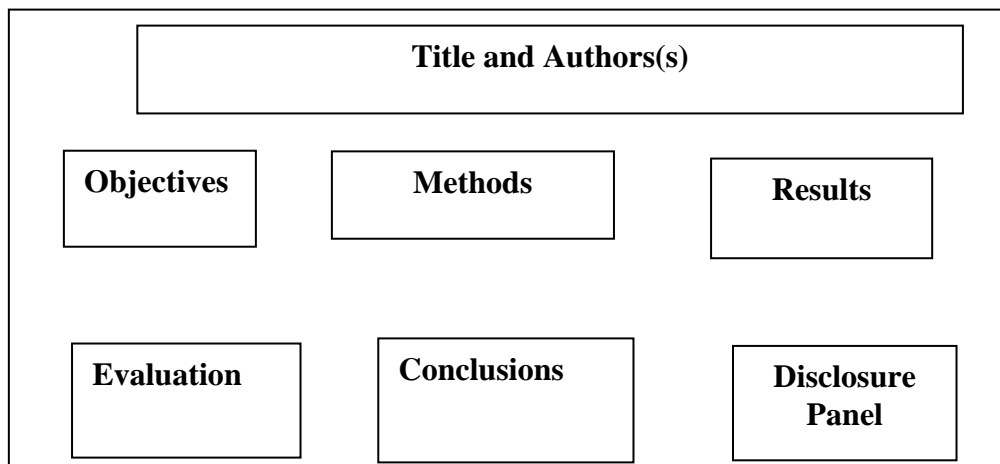 Title and Authors(s)
Objectives
Methods
Results
Evaluation
Conclusions
Disclosure
Panel